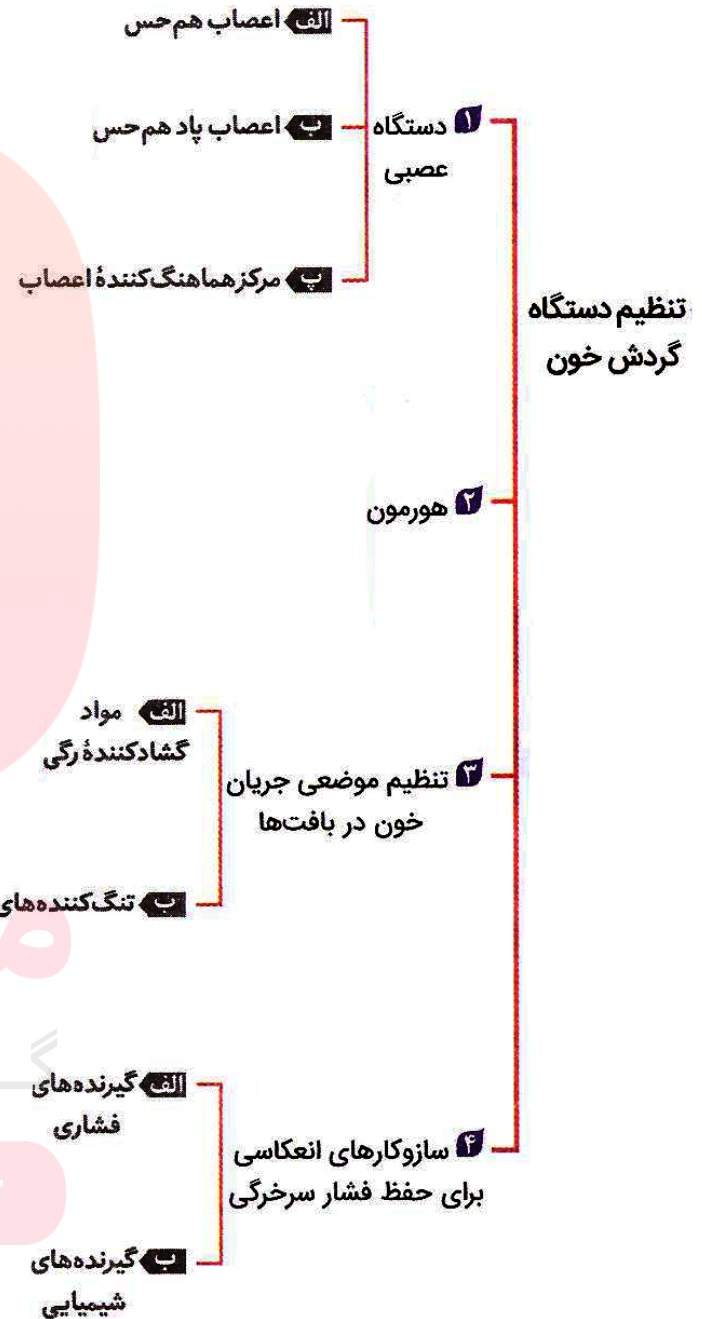 تنظیم دستگاه
گردش خون
۱ دستگاه
عصبی
الف اعصاب هم‌حس
ب اعصاب پاد هم‌حس
پ مرکز هماهنگ‌کنندهٔ اعصاب
۲ هورمون
۳ تنظیم موضعی جریان
خون در بافت‌ها
الف مواد
گشادکنندهٔ رگی
ب تنگ‌کننده‌های
۴ سازوکارهای انعکاسی
برای حفظ فشار سرخرگی
الف گیرنده‌های
فشاری
ب گیرنده‌های
شیمیایی